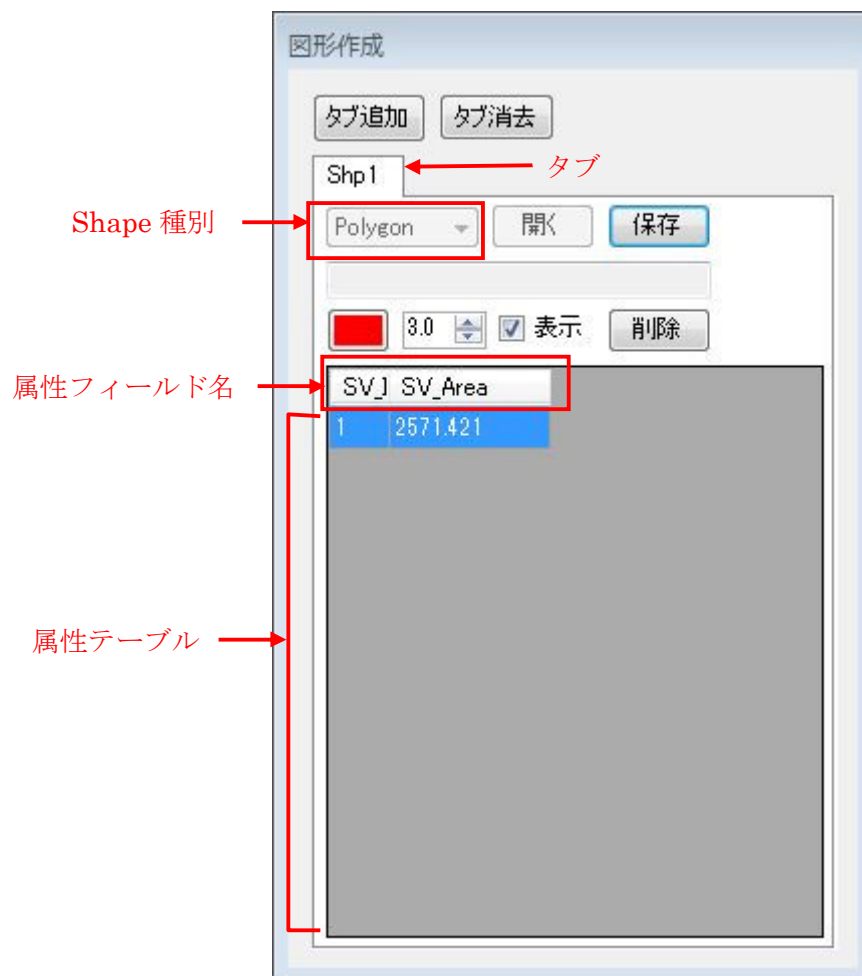 図形作成
タブ追加 タブ消去
Shp1 タブ
Shape 種別 Polygon 開く 保存
3.0 表示 削除
属性フィールド名 SV_I SV_Area
1 2571.421
属性テーブル